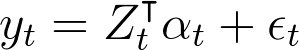 y_t = Z_t^⊺ α_t + ϵ_t